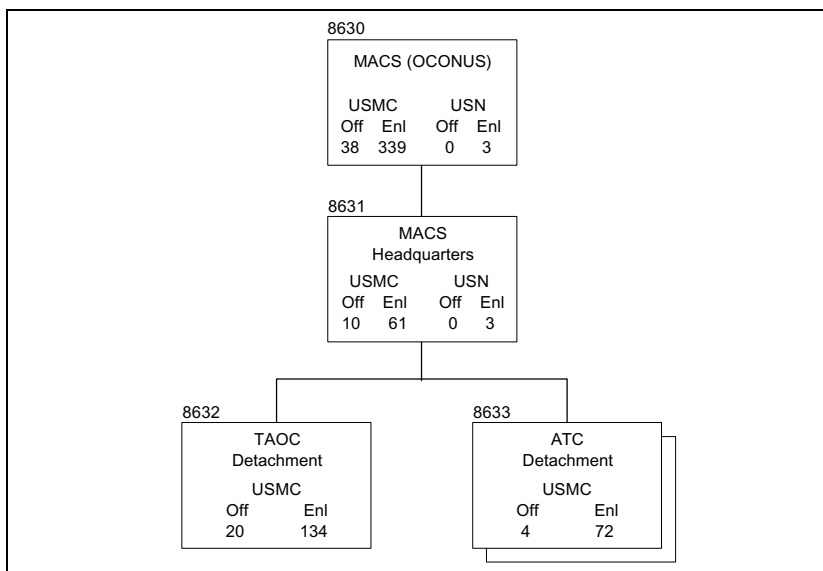 8630
MACS (OCONUS)
USMC USN
Off Enl Off Enl
38 339 0 3
8631
MACS
Headquarters
USMC USN
Off Enl Off Enl
10 61 0 3
8632
TAOC
Detachment
USMC
Off Enl
20 134
8633
ATC
Detachment
USMC
Off Enl
4 72